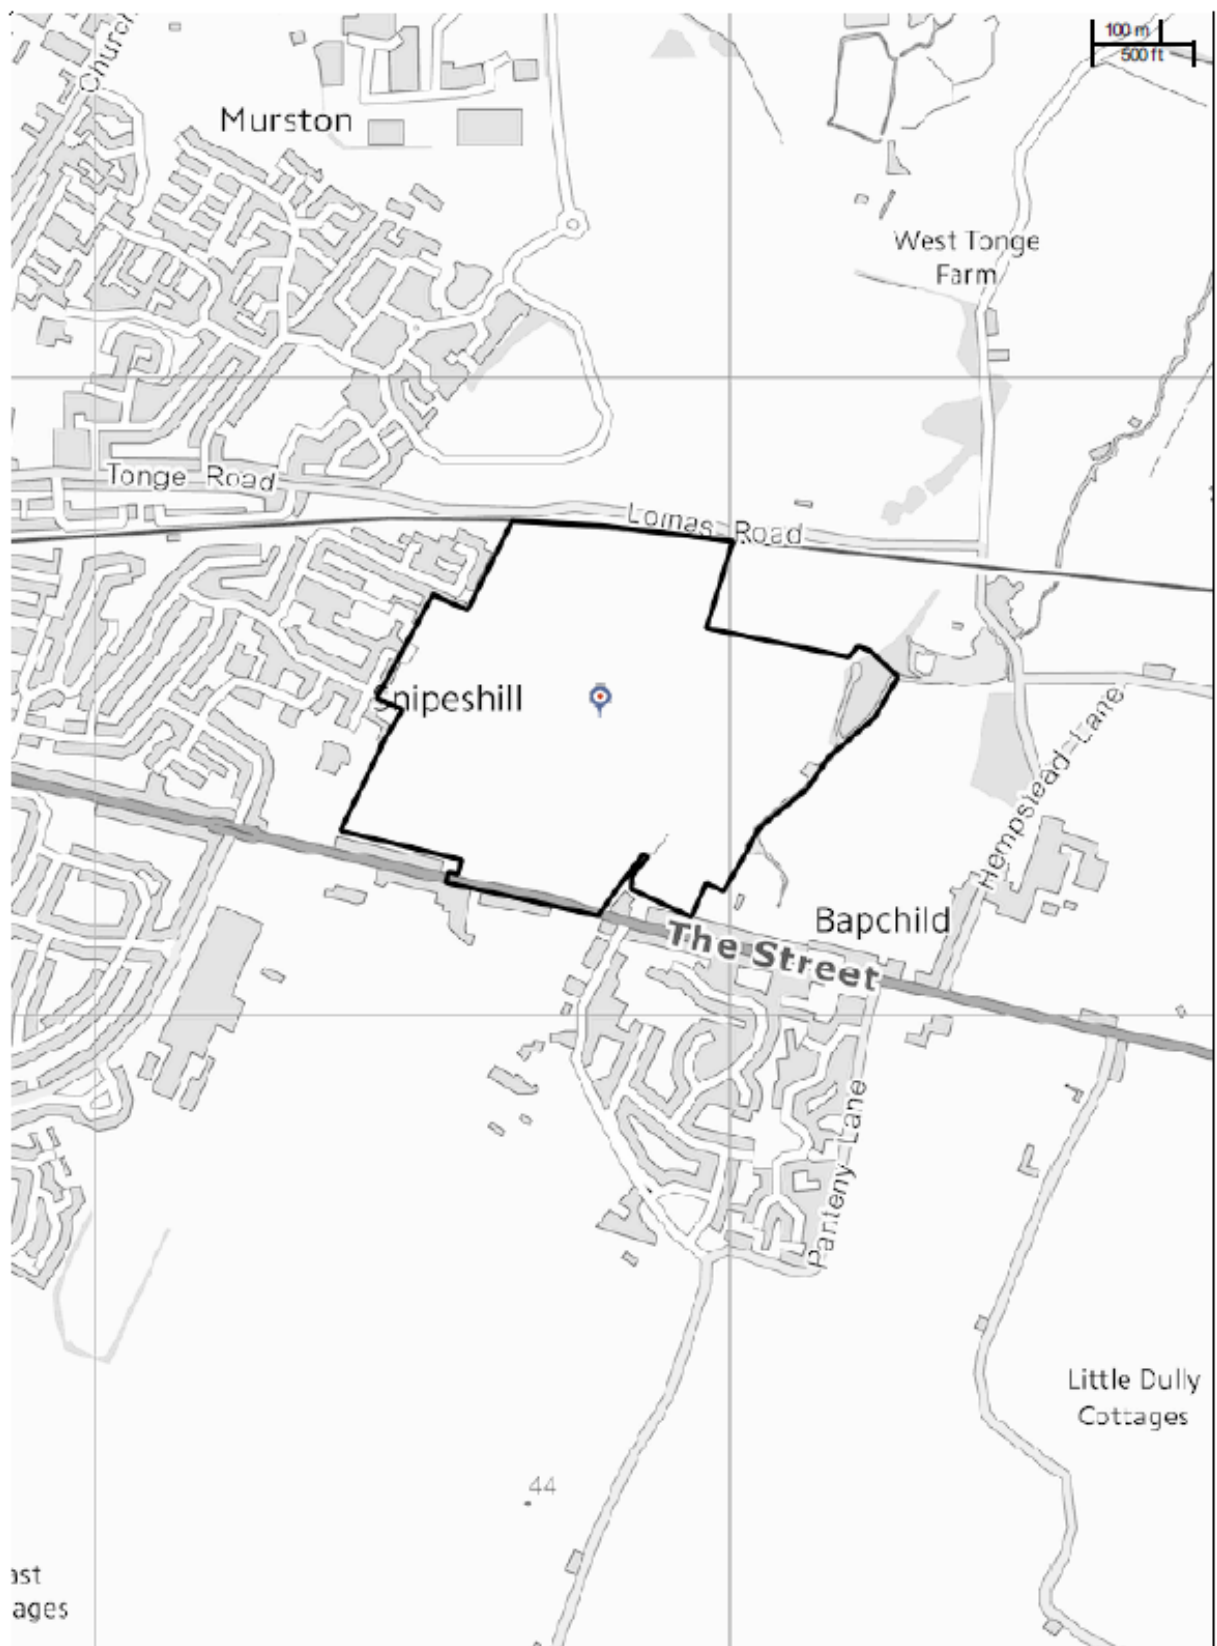 Church
100 m
500 ft
Murston
West Tonge
Farm
Tonge Road
Lomas Road
Snipeshill
Hempstead Lane
Bapchild
The Street
Panteny Lane
Little Dully
Cottages
44
ast
ages